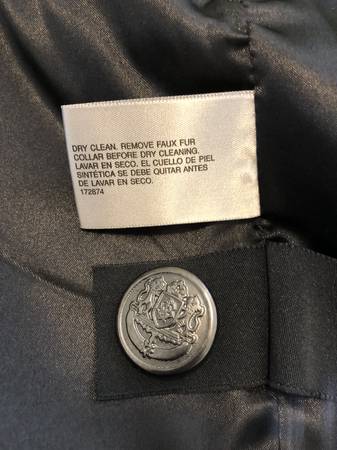 DRY CLEAN. REMOVE FAUX FUR
COLLAR BEFORE DRY CLEANING.
LAVAR EN SECO. EL CUELLO DE PIEL
SINTÉTICA SE DEBE QUITAR ANTES
DE LAVAR EN SECO.
172874